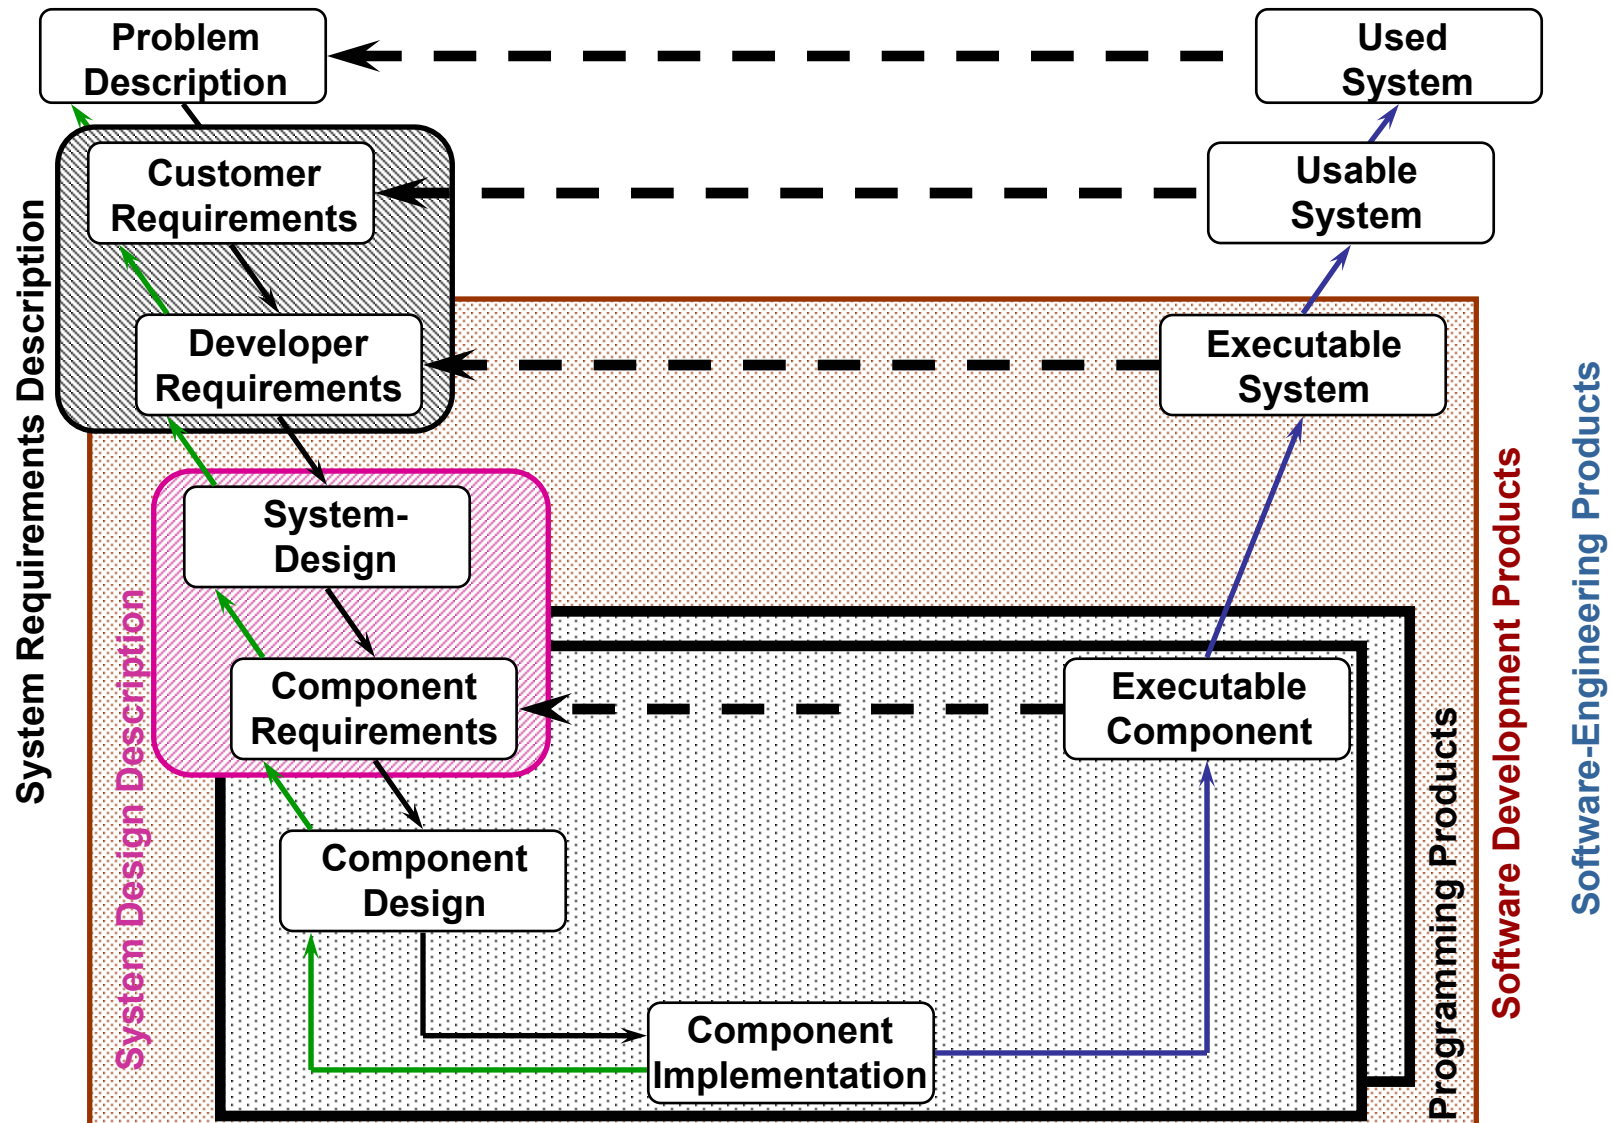 Problem
Description
Used
System
Customer
Requirements
Usable
System
Developer
Requirements
Executable
System
System-
Design
Component
Requirements
Executable
Component
Component
Design
Component
Implementation
System Requirements Description
System Design Description
Programming Products
Software Development Products
Software-Engineering Products